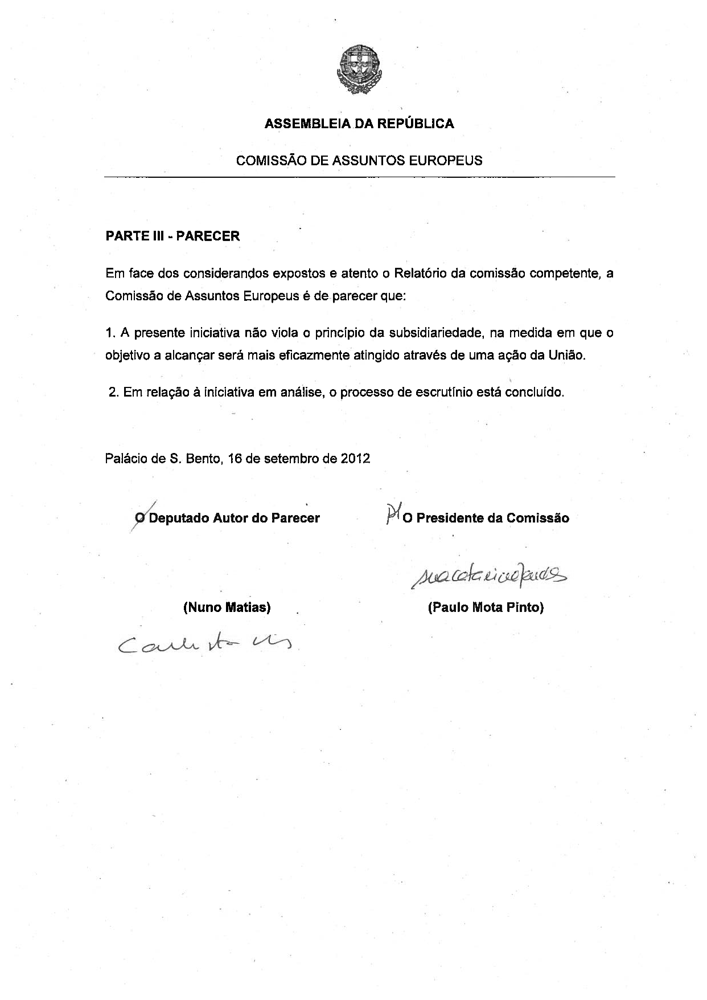 ASSEMBLEIA DA REPÚBLICA
COMISSÃO DE ASSUNTOS EUROPEUS
PARTE III - PARECER
Em face dos considerandos expostos e atento o Relatório da comissão competente, a
Comissão de Assuntos Europeus é de parecer que:
1. A presente iniciativa não viola o princípio da subsidiariedade, na medida em que o
objetivo a alcançar será mais eficazmente atingido através de uma ação da União.
2. Em relação à iniciativa em análise, o processo de escrutínio está concluído.
Palácio de S. Bento, 16 de setembro de 2012
O Deputado Autor do Parecer
P/ O Presidente da Comissão
(Nuno Matias)
(Paulo Mota Pinto)